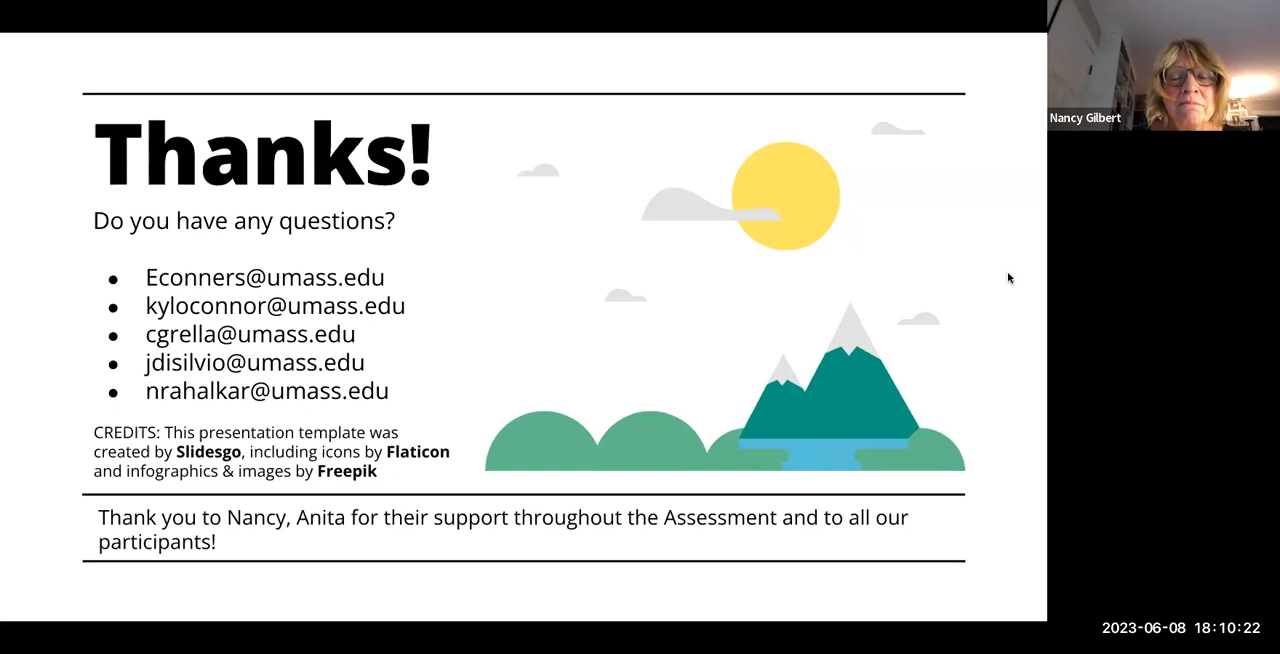 Thanks!
Do you have any questions?
● Econners@umass.edu
● kyloconnor@umass.edu
● cgrella@umass.edu
● jdisilvio@umass.edu
● nrahalkar@umass.edu
CREDITS: This presentation template was
created by Slidesgo, including icons by Flaticon
and infographics & images by Freepik
Thank you to Nancy, Anita for their support throughout the Assessment and to all our
participants!
Nancy Gilbert
2023-06-08 18:10:22